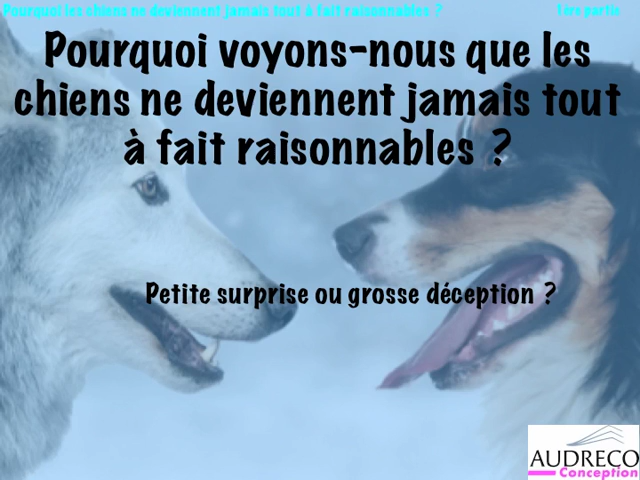 Pourquoi les chiens ne deviennent jamais tout à fait raisonnables ? 1ère partie
Pourquoi voyons-nous que les
chiens ne deviennent jamais tout
à fait raisonnables ?
Petite surprise ou grosse déception ?
AUDRECO
Conception